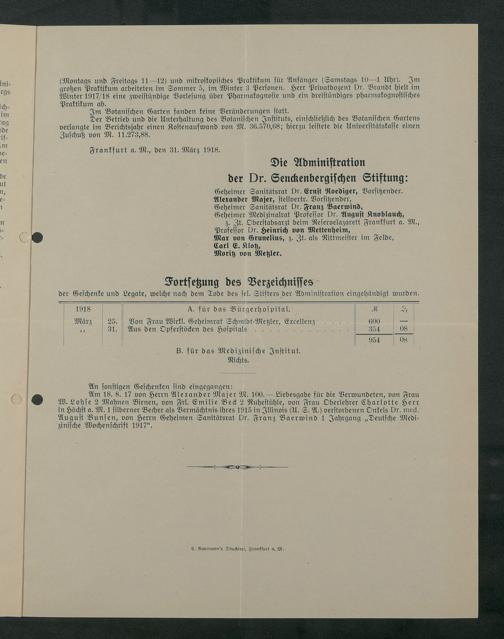 (Montags und Freitags 11—12) und mikroskopisches Praktikum für Anfänger (Samstags 10—1 Uhr). Im
großen Praktikum arbeiteten im Sommer 5, im Winter 3 Personen. Herr Privatdozent Dr. Brandt hielt im
Winter 1917/18 eine zweistündige Vorlesung über Pharmakognosie und ein dreistündiges pharmakognostisches
Praktikum ab.
Im Botanischen Garten fanden keine Veränderungen statt.
Der Betrieb und die Unterhaltung des Botanischen Instituts, einschließlich des Botanischen Gartens
verlangte im Berichtsjahre einen Kostenaufwand von M. 36.570,68; hierzu leistete die Universitätskasse einen
Zuschuß von M. 11.273,88.
Frankfurt a. M., den 31. März 1918.
Die Administration
der Dr. Senckenbergischen Stiftung:
Geheimer Sanitätsrat Dr. Ernst Roediger, Vorsitzender.
Alexander Majer, stellvertr. Vorsitzender,
Geheimer Sanitätsrat Dr. Franz Baerwind,
Geheimer Medizinalrat Professor Dr. August Knoblauch,
z. Zt. Oberstabsarzt beim Reservelazarett Frankfurt a. M.,
Professor Dr. Heinrich von Mettenheim,
Max von Grunelius, z. Zt. als Rittmeister im Felde,
Carl E. Klotz,
Moritz von Metzler.
Fortsetzung des Verzeichnisses
der Geschenke und Legate, welche nach dem Tode des sel. Stifters der Administration eingehändigt wurden.
1918 A. für das Bürgerhospital. M ₰
März 25. Von Frau Wirkl. Geheimrat Schmidt-Metzler, Excellenz 600 —
„ 31. Aus den Opferstöcken des Hospitals 354 08
954 08
B. für das Medizinische Institut.
Nichts.
An sonstigen Geschenken sind eingegangen:
Am 18. 8. 17 von Herrn Alexander Majer M. 100.— Liebesgabe für die Verwundeten, von Frau
W. Lohse 2 Mahnen Birnen, von Frl. Emilie Beck 2 Ruhestühle, von Frau Oberlehrer Charlotte Herr
in Höchst a. M. 1 silberner Becher als Vermächtnis ihres 1915 in Illinois (U. S. A.) verstorbenen Onkels Dr. med.
August Bunsen, von Herrn Geheimen Sanitätsrat Dr. Franz Baerwind 1 Jahrgang „Deutsche Medi-
zinische Wochenschrift 1917".
Naumann's Druckerei, Frankfurt a. M.